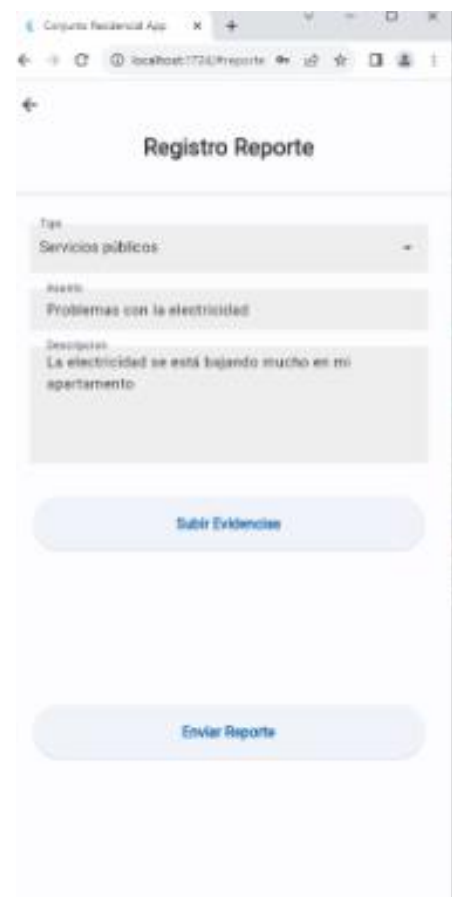 Conjunto Residencial App
Registro Reporte
Tipo
Servicios públicos
Asunto
Problemas con la electricidad
Descripcion
La electricidad se está bajando mucho en mi
apartamento
Subir Evidencias
Enviar Reporte